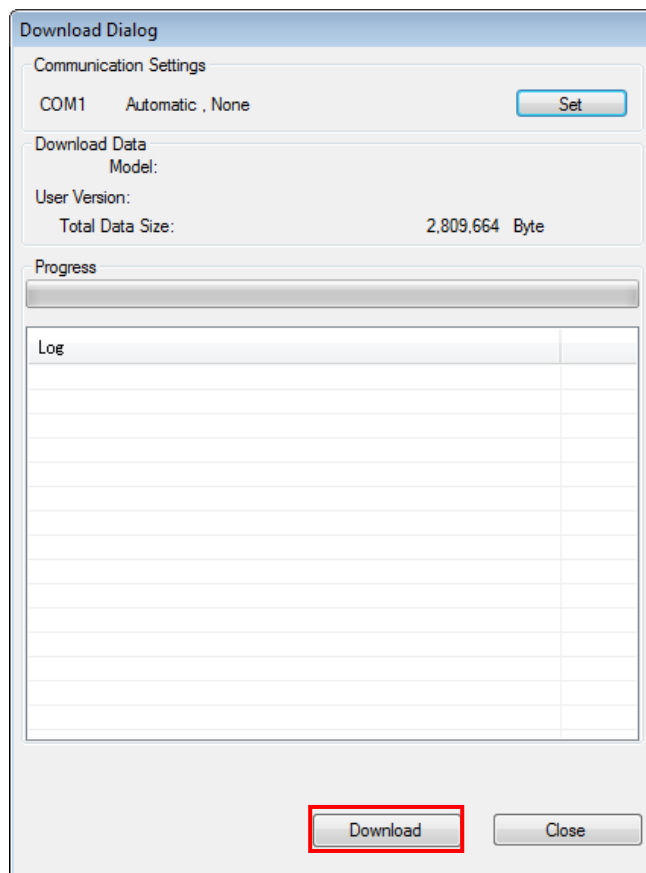 Download Dialog
Communication Settings
COM1 Automatic , None Set
Download Data
Model:
User Version:
Total Data Size: 2,809,664 Byte
Progress
Log
Download Close